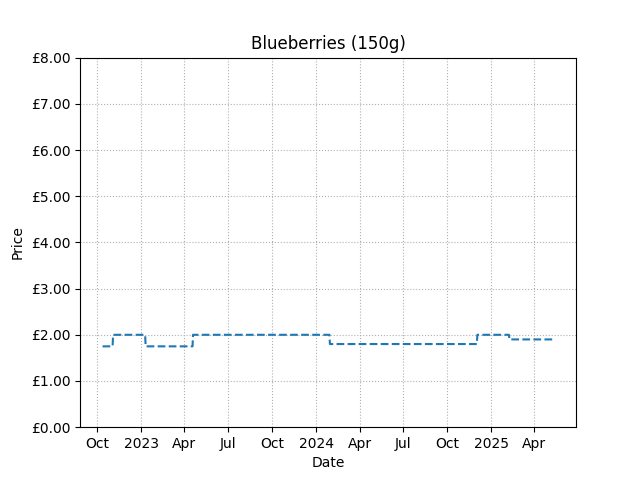 Blueberries (150g)
£8.00
£7.00
£6.00
£5.00
£4.00
£3.00
£2.00
£1.00
£0.00
Price
Oct 2023 Apr Jul Oct 2024 Apr Jul Oct 2025 Apr
Date